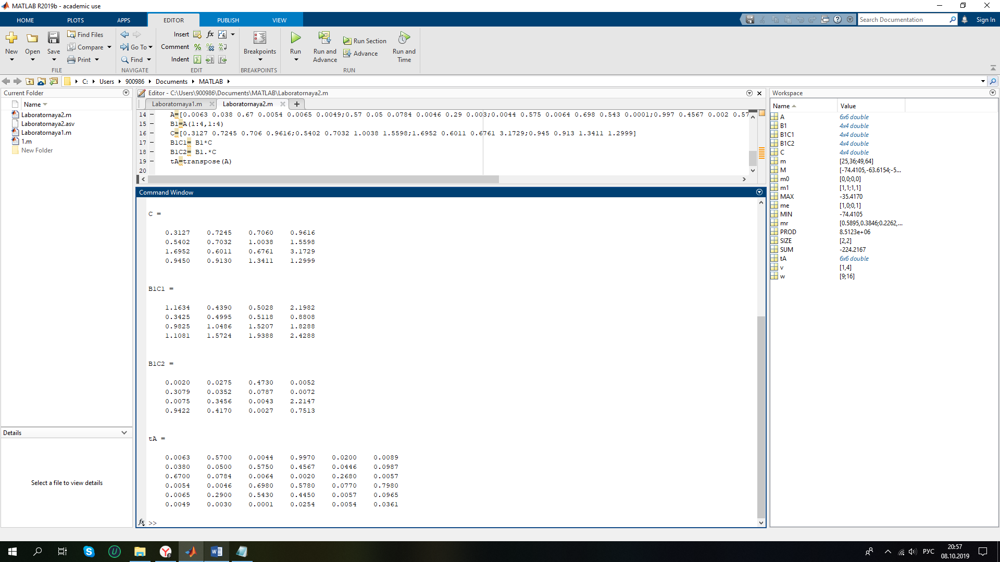 MATLAB R2019b - academic use
HOME PLOTS APPS EDITOR PUBLISH VIEW
Search Documentation
Sign In
New
Open
Save
Find Files
Compare
Print
FILE
Go To
Find
NAVIGATE
Insert
Comment
Indent
EDIT
Breakpoints
BREAKPOINTS
Run
Run and Advance
Run Section
Advance
Run and Time
RUN
C: Users 900986 Documents MATLAB
Current Folder
Name
Laboratornaya2.m
Laboratornaya2.asv
Laboratornaya1.m
1.m
New Folder
Details
Select a file to view details
Editor - C:\Users\900986\Documents\MATLAB\Laboratornaya2.m
Laboratornaya1.m Laboratornaya2.m
14 – A=[0.0063 0.038 0.67 0.0054 0.0065 0.0049;0.57 0.05 0.0784 0.0046 0.29 0.003;0.0044 0.575 0.0064 0.698 0.543 0.0001;0.997 0.4567 0.002 0.57
15 – B1=A(1:4,1:4)
16 – C=[0.3127 0.7245 0.706 0.9616;0.5402 0.7032 1.0038 1.5598;1.6952 0.6011 0.6761 3.1729;0.945 0.913 1.3411 1.2999]
17 – B1C1= B1*C
18 – B1C2= B1.*C
19 – tA=transpose(A)
20
Command Window
C =
0.3127 0.7245 0.7060 0.9616
0.5402 0.7032 1.0038 1.5598
1.6952 0.6011 0.6761 3.1729
0.9450 0.9130 1.3411 1.2999
B1C1 =
1.1634 0.4390 0.5028 2.1982
0.3425 0.4995 0.5118 0.8808
0.9825 1.0486 1.5207 1.8288
1.1081 1.5724 1.9388 2.4288
B1C2 =
0.0020 0.0275 0.4730 0.0052
0.3079 0.0352 0.0787 0.0072
0.0075 0.3456 0.0043 2.2147
0.9422 0.4170 0.0027 0.7513
tA =
0.0063 0.5700 0.0044 0.9970 0.0200 0.0089
0.0380 0.0500 0.5750 0.4567 0.0446 0.0987
0.6700 0.0784 0.0064 0.0020 0.2680 0.0057
0.0054 0.0046 0.6980 0.5780 0.0770 0.7980
0.0065 0.2900 0.5430 0.4450 0.0057 0.0965
0.0049 0.0030 0.0001 0.0254 0.0054 0.0361
fx >>
Workspace
Name Value
A 6x6 double
B1 4x4 double
B1C1 4x4 double
B1C2 4x4 double
C 4x4 double
m [25,36;49,64]
M [-74.4105,-63.6154;-5...
m0 [0,0;0,0]
m1 [1,1;1,1]
MAX -35.4170
me [1,0;0,1]
MIN -74.4105
mr [0.5895,0.3846;0.2262,...
PROD 8.5123e+06
SIZE [2,2]
SUM -224.2167
tA 6x6 double
v [1,4]
w [9;16]
РУС
20:57
08.10.2019